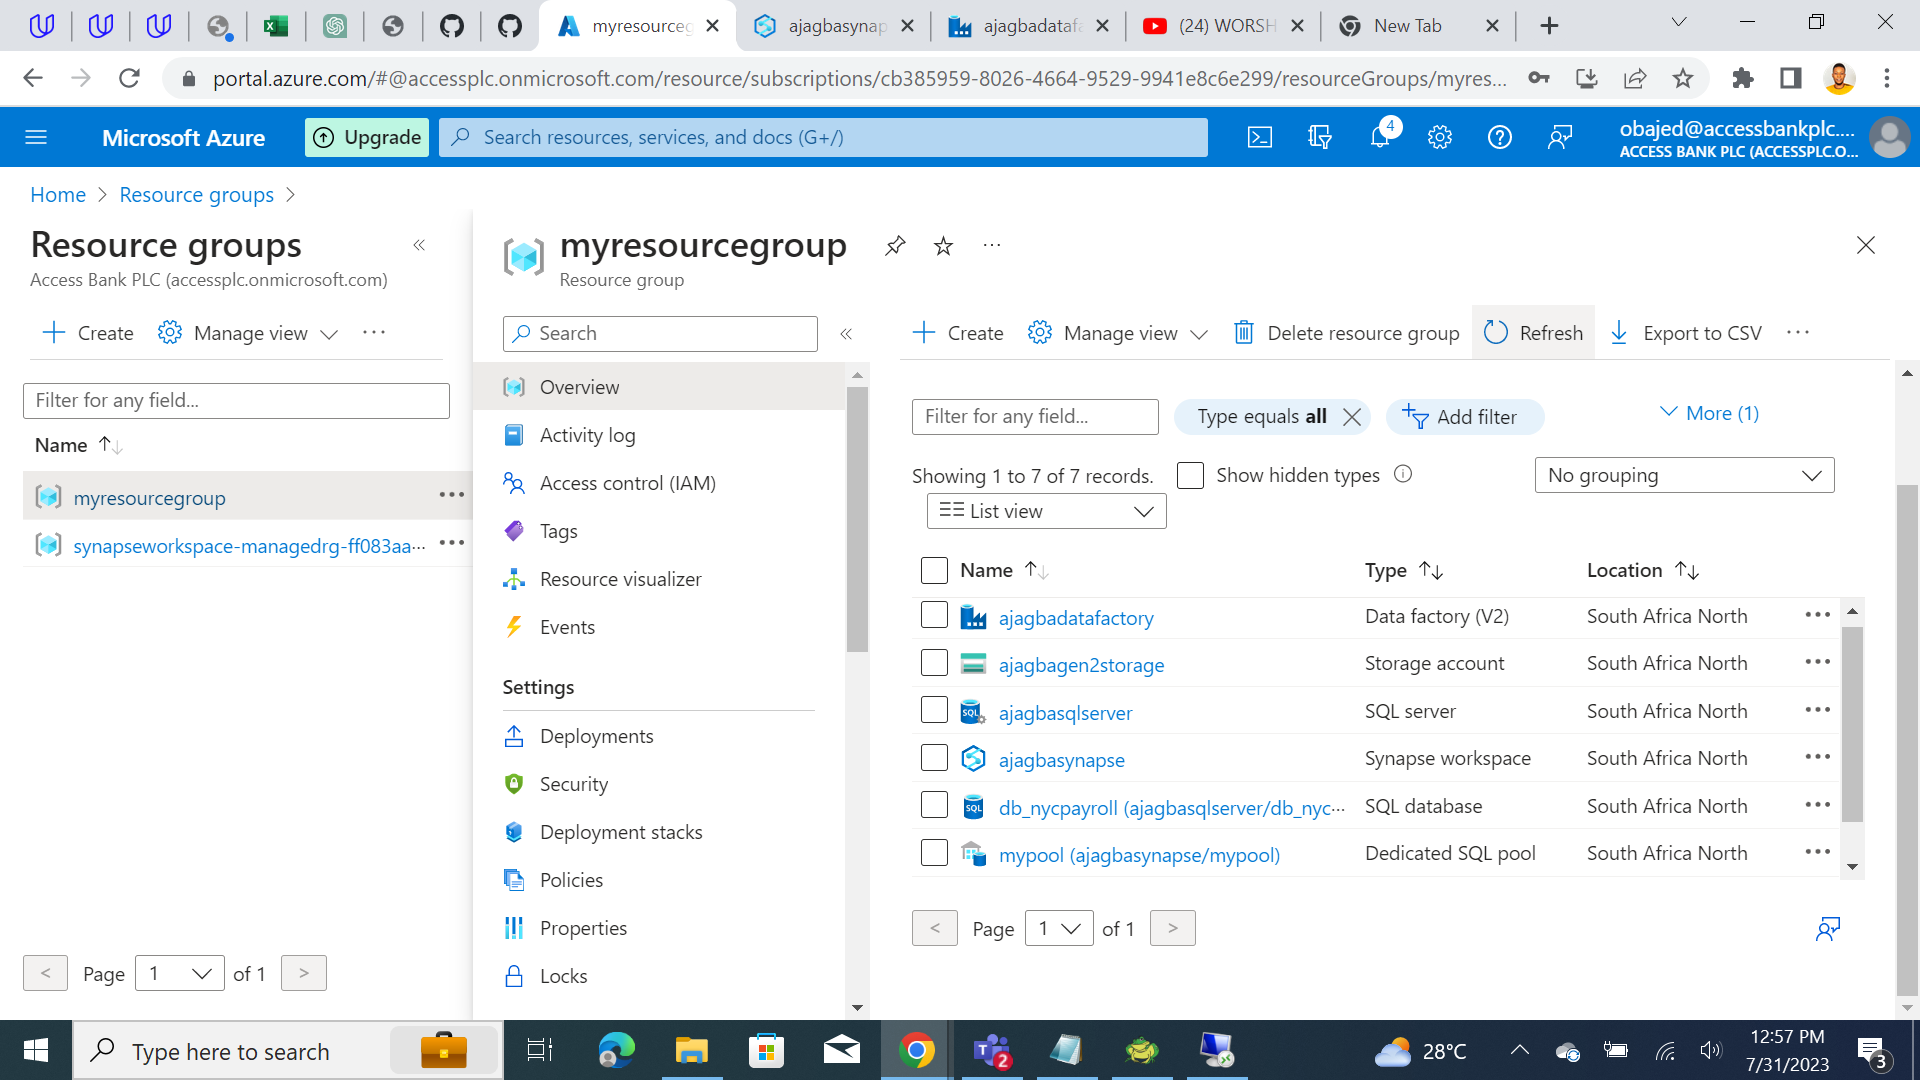 myresourceg
ajagbasynap
ajagbadatafa
(24) WORSH
New Tab
portal.azure.com/#@accessplc.onmicrosoft.com/resource/subscriptions/cb385959-8026-4664-9529-9941e8c6e299/resourceGroups/myres...
Microsoft Azure
Upgrade
Search resources, services, and docs (G+/)
4
obajed@accessbankplc....
ACCESS BANK PLC (ACCESSPLC.O...
Home > Resource groups >
Resource groups
Access Bank PLC (accessplc.onmicrosoft.com)
Create
Manage view
Filter for any field...
Name
myresourcegroup
synapseworkspace-managedrg-ff083aa...
< Page 1 of 1 >
myresourcegroup
Resource group
Search
Overview
Activity log
Access control (IAM)
Tags
Resource visualizer
Events
Settings
Deployments
Security
Deployment stacks
Policies
Properties
Locks
Create
Manage view
Delete resource group
Refresh
Export to CSV
Filter for any field...
Type equals all
Add filter
More (1)
Showing 1 to 7 of 7 records.
Show hidden types
No grouping
List view
Name Type Location
ajagbadatafactory Data factory (V2) South Africa North
ajagbagen2storage Storage account South Africa North
ajagbasqlserver SQL server South Africa North
ajagbasynapse Synapse workspace South Africa North
db_nycpayroll (ajagbasqlserver/db_nyc... SQL database South Africa North
mypool (ajagbasynapse/mypool) Dedicated SQL pool South Africa North
< Page 1 of 1 >
Type here to search
2
28°C
12:57 PM
7/31/2023
3